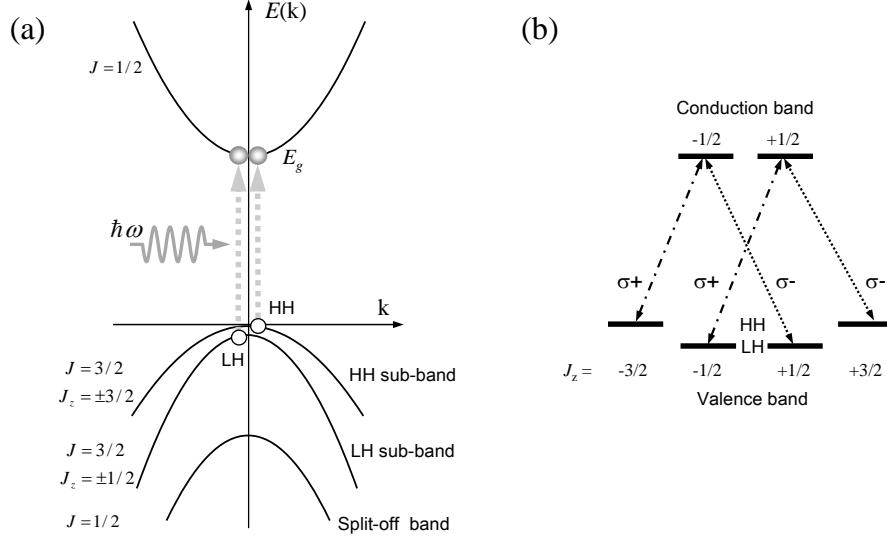 (a)
E(k)
J = 1/2
E_g
ħω
k
HH
LH
J = 3/2
J_z = ±3/2
HH sub-band
J = 3/2
J_z = ±1/2
LH sub-band
J = 1/2
Split-off band
(b)
Conduction band
-1/2 +1/2
σ+ σ+ σ- σ-
HH
LH
J_z = -3/2 -1/2 +1/2 +3/2
Valence band